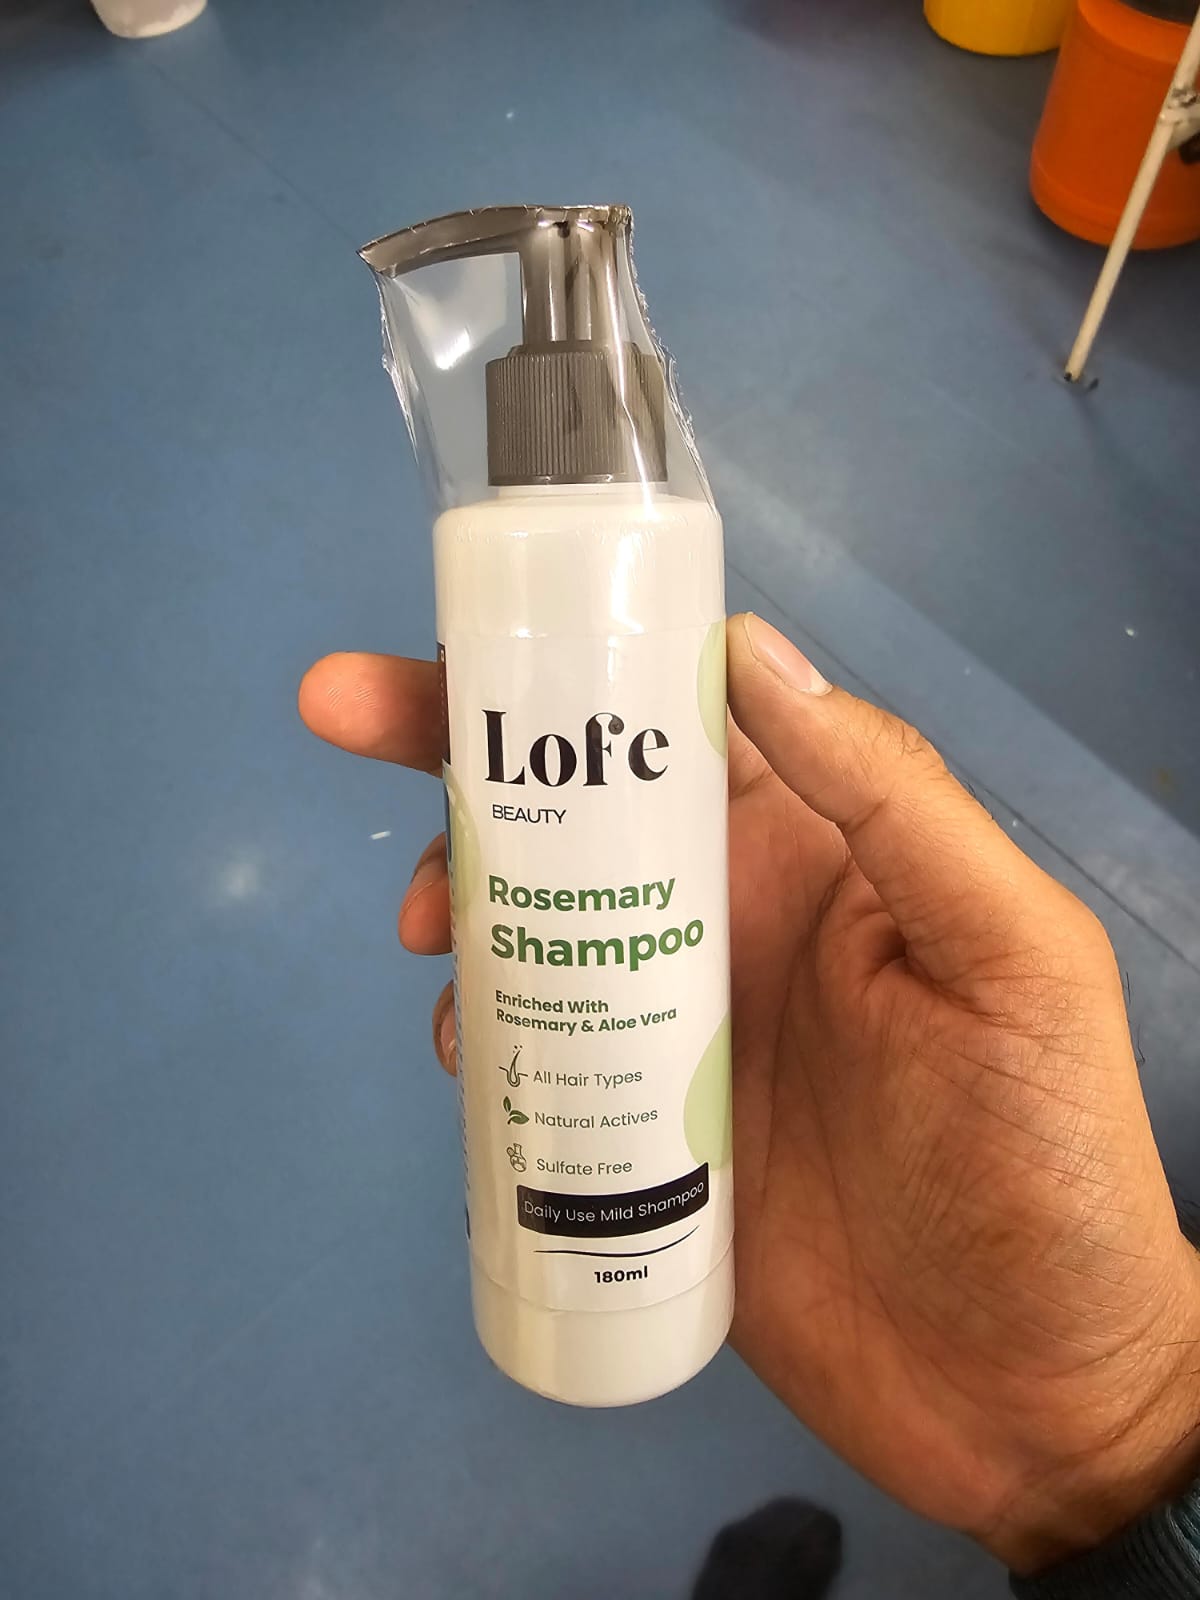 Lofe
BEAUTY
Rosemary
Shampoo
Enriched With
Rosemary & Aloe Vera
All Hair Types
Natural Actives
Sulfate Free
Daily Use Mild Shampoo
180ml